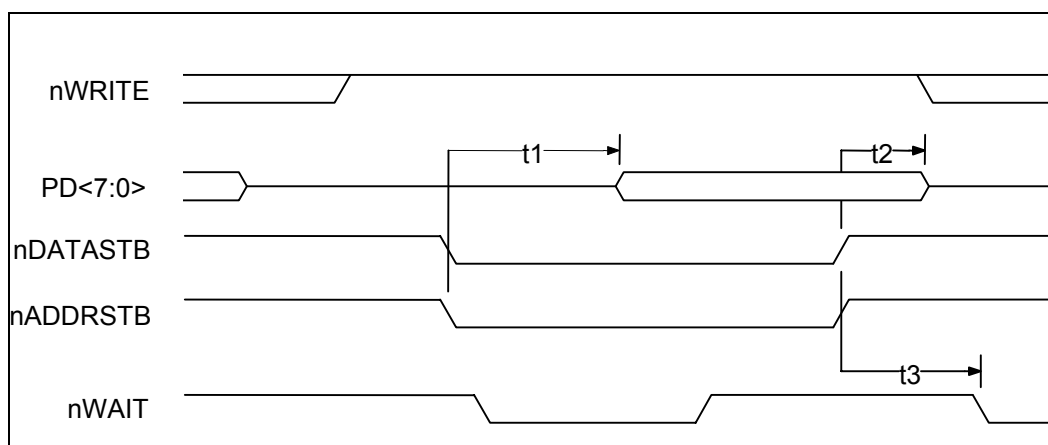 nWRITE
t1
t2
PD<7:0>
nDATASTB
nADDRSTB
t3
nWAIT